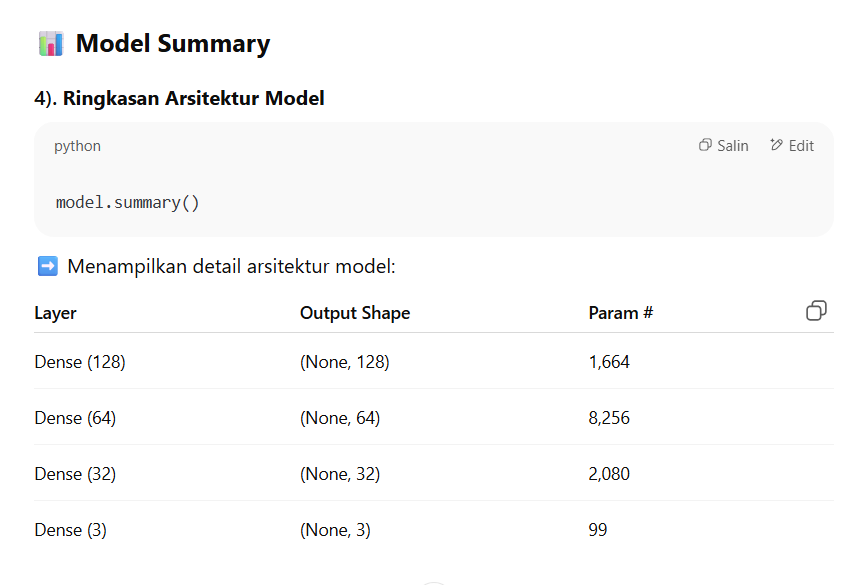 📊 Model Summary
4). Ringkasan Arsitektur Model
python Salin Edit
model.summary()
➡️ Menampilkan detail arsitektur model:
Layer Output Shape Param #
Dense (128) (None, 128) 1,664
Dense (64) (None, 64) 8,256
Dense (32) (None, 32) 2,080
Dense (3) (None, 3) 99